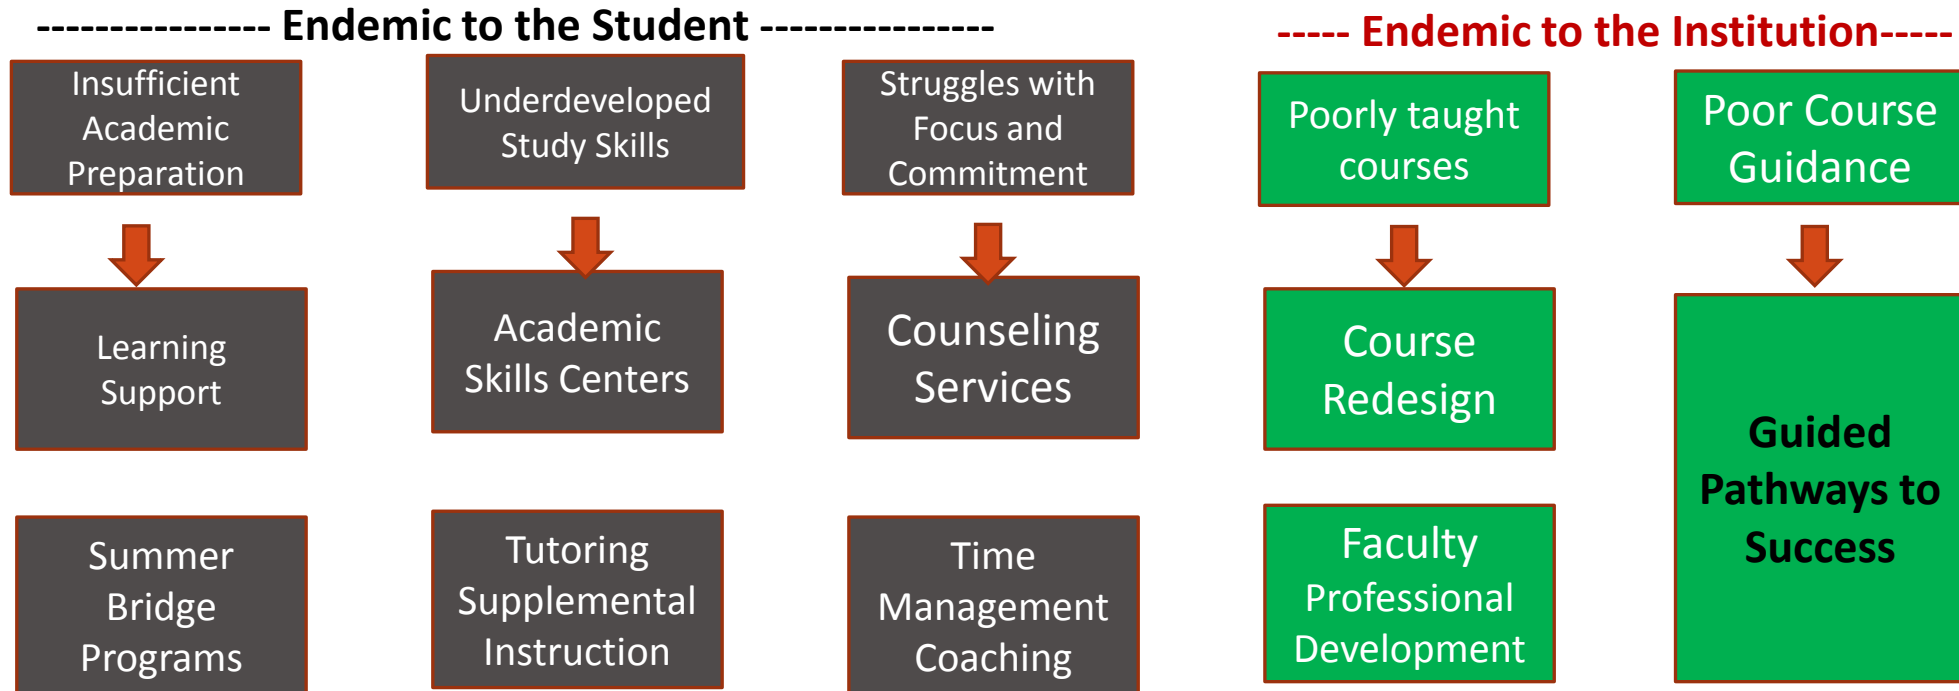 ---------------- Endemic to the Student ----------------
----- Endemic to the Institution-----
Insufficient
Academic
Preparation
Underdeveloped
Study Skills
Struggles with
Focus and
Commitment
Poorly taught
courses
Poor Course
Guidance
Learning
Support
Academic
Skills Centers
Counseling
Services
Course
Redesign
Guided
Pathways to
Success
Summer
Bridge
Programs
Tutoring
Supplemental
Instruction
Time
Management
Coaching
Faculty
Professional
Development